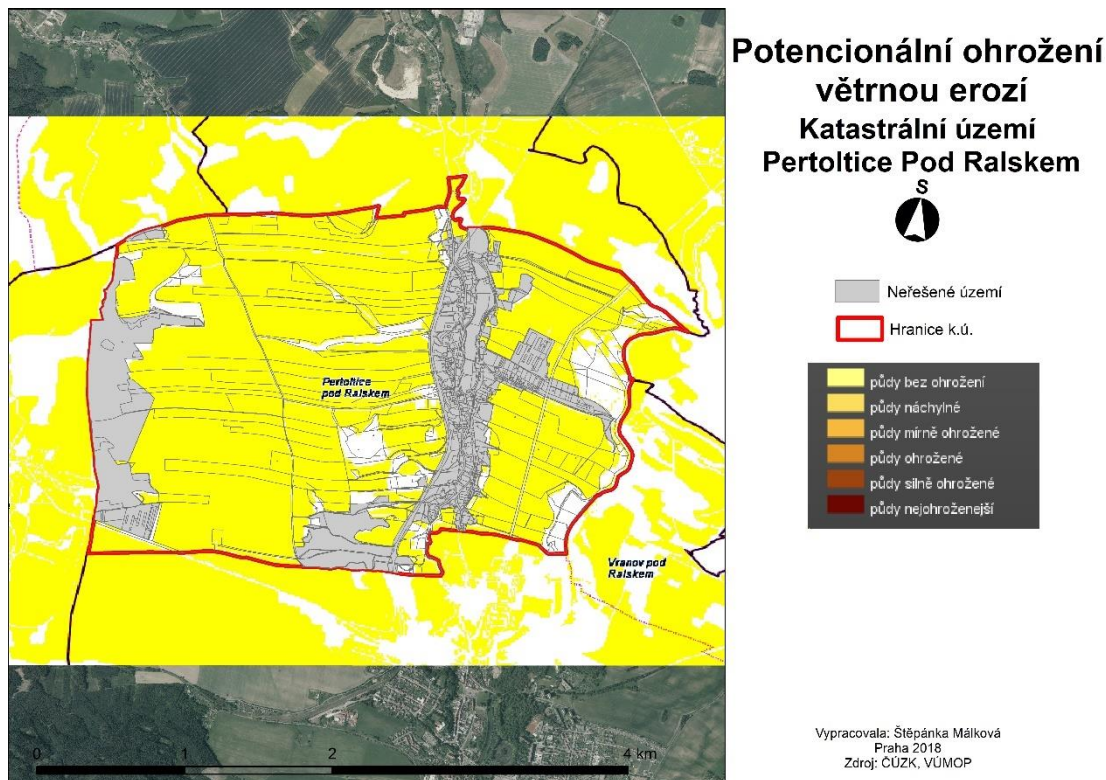 Potencionální ohrožení
větrnou erozí
Katastrální území
Pertoltice Pod Ralskem
S
Neřešené území
Hranice k.ú.
půdy bez ohrožení
půdy náchylné
půdy mírně ohrožené
půdy ohrožené
půdy silně ohrožené
půdy nejohroženejší
Pertoltice
pod Ralskem
Vranov pod
Ralskem
0 1 2 4 km
Vypracovala: Štěpánka Málková
Praha 2018
Zdroj: ČÚZK, VÚMOP